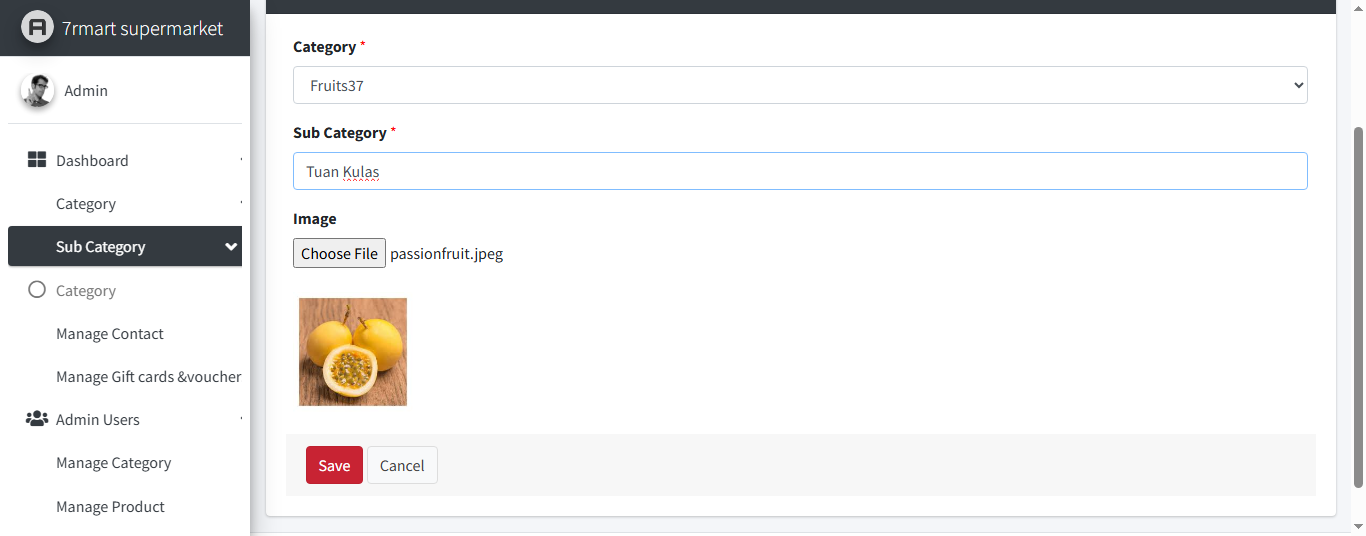 7rmart supermarket
Admin
Dashboard
Category
Sub Category
Category
Manage Contact
Manage Gift cards &voucher
Admin Users
Manage Category
Manage Product
Category *
Fruits37
Sub Category *
Tuan Kulas
Image
Choose File passionfruit.jpeg
Save Cancel